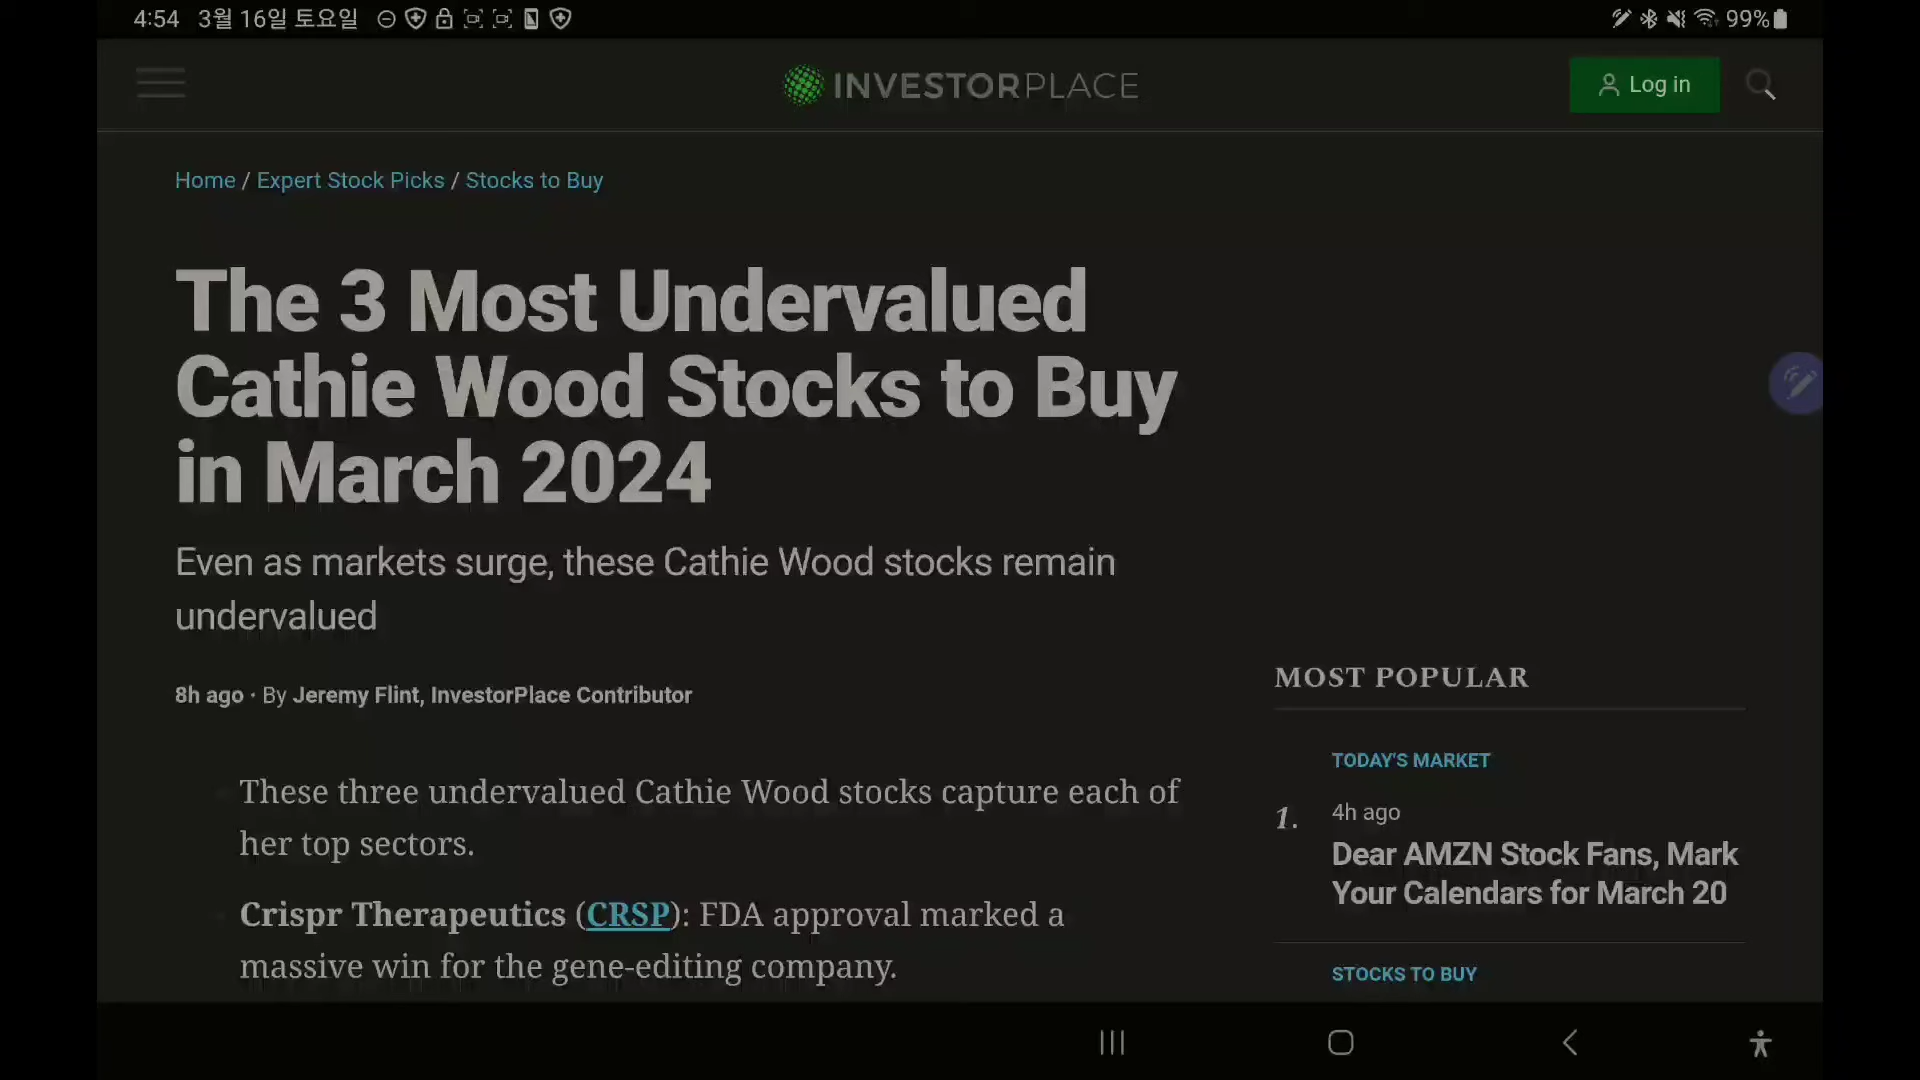 4:54 3월 16일 토요일
99%
INVESTORPLACE
Log in
Home / Expert Stock Picks / Stocks to Buy
The 3 Most Undervalued
Cathie Wood Stocks to Buy
in March 2024
Even as markets surge, these Cathie Wood stocks remain
undervalued
8h ago · By Jeremy Flint, InvestorPlace Contributor
These three undervalued Cathie Wood stocks capture each of
her top sectors.
Crispr Therapeutics (CRSP): FDA approval marked a
massive win for the gene-editing company.
MOST POPULAR
TODAY'S MARKET
1.
4h ago
Dear AMZN Stock Fans, Mark
Your Calendars for March 20
STOCKS TO BUY